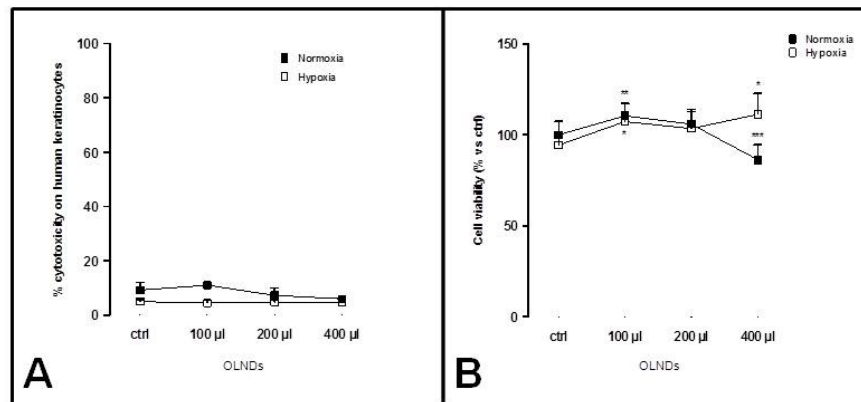 100
80
60
40
20
0
% cytotoxicity on human keratinocytes
Normoxia
Hypoxia
ctrl 100 µl 200 µl 400 µl
OLNDs
A
150
100
50
0
Cell viability (% vs ctrl)
Normoxia
Hypoxia
**
*
*
***
ctrl 100 µl 200 µl 400 µl
OLNDs
B